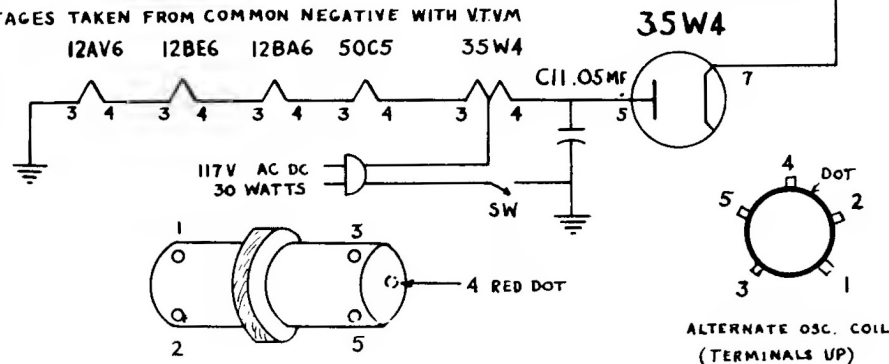 TAGES TAKEN FROM COMMON NEGATIVE WITH V.T.V.M
35W4
12AV6 12BE6 12BA6 50C5 35W4
C11 .05MF
7
3 4 3 4 3 4 3 4 3 4 5
117V AC DC
30 WATTS
SW
4
DOT
5 2
3 1
1 3
4 RED DOT
2 5
ALTERNATE OSC. COIL
(TERMINALS UP)